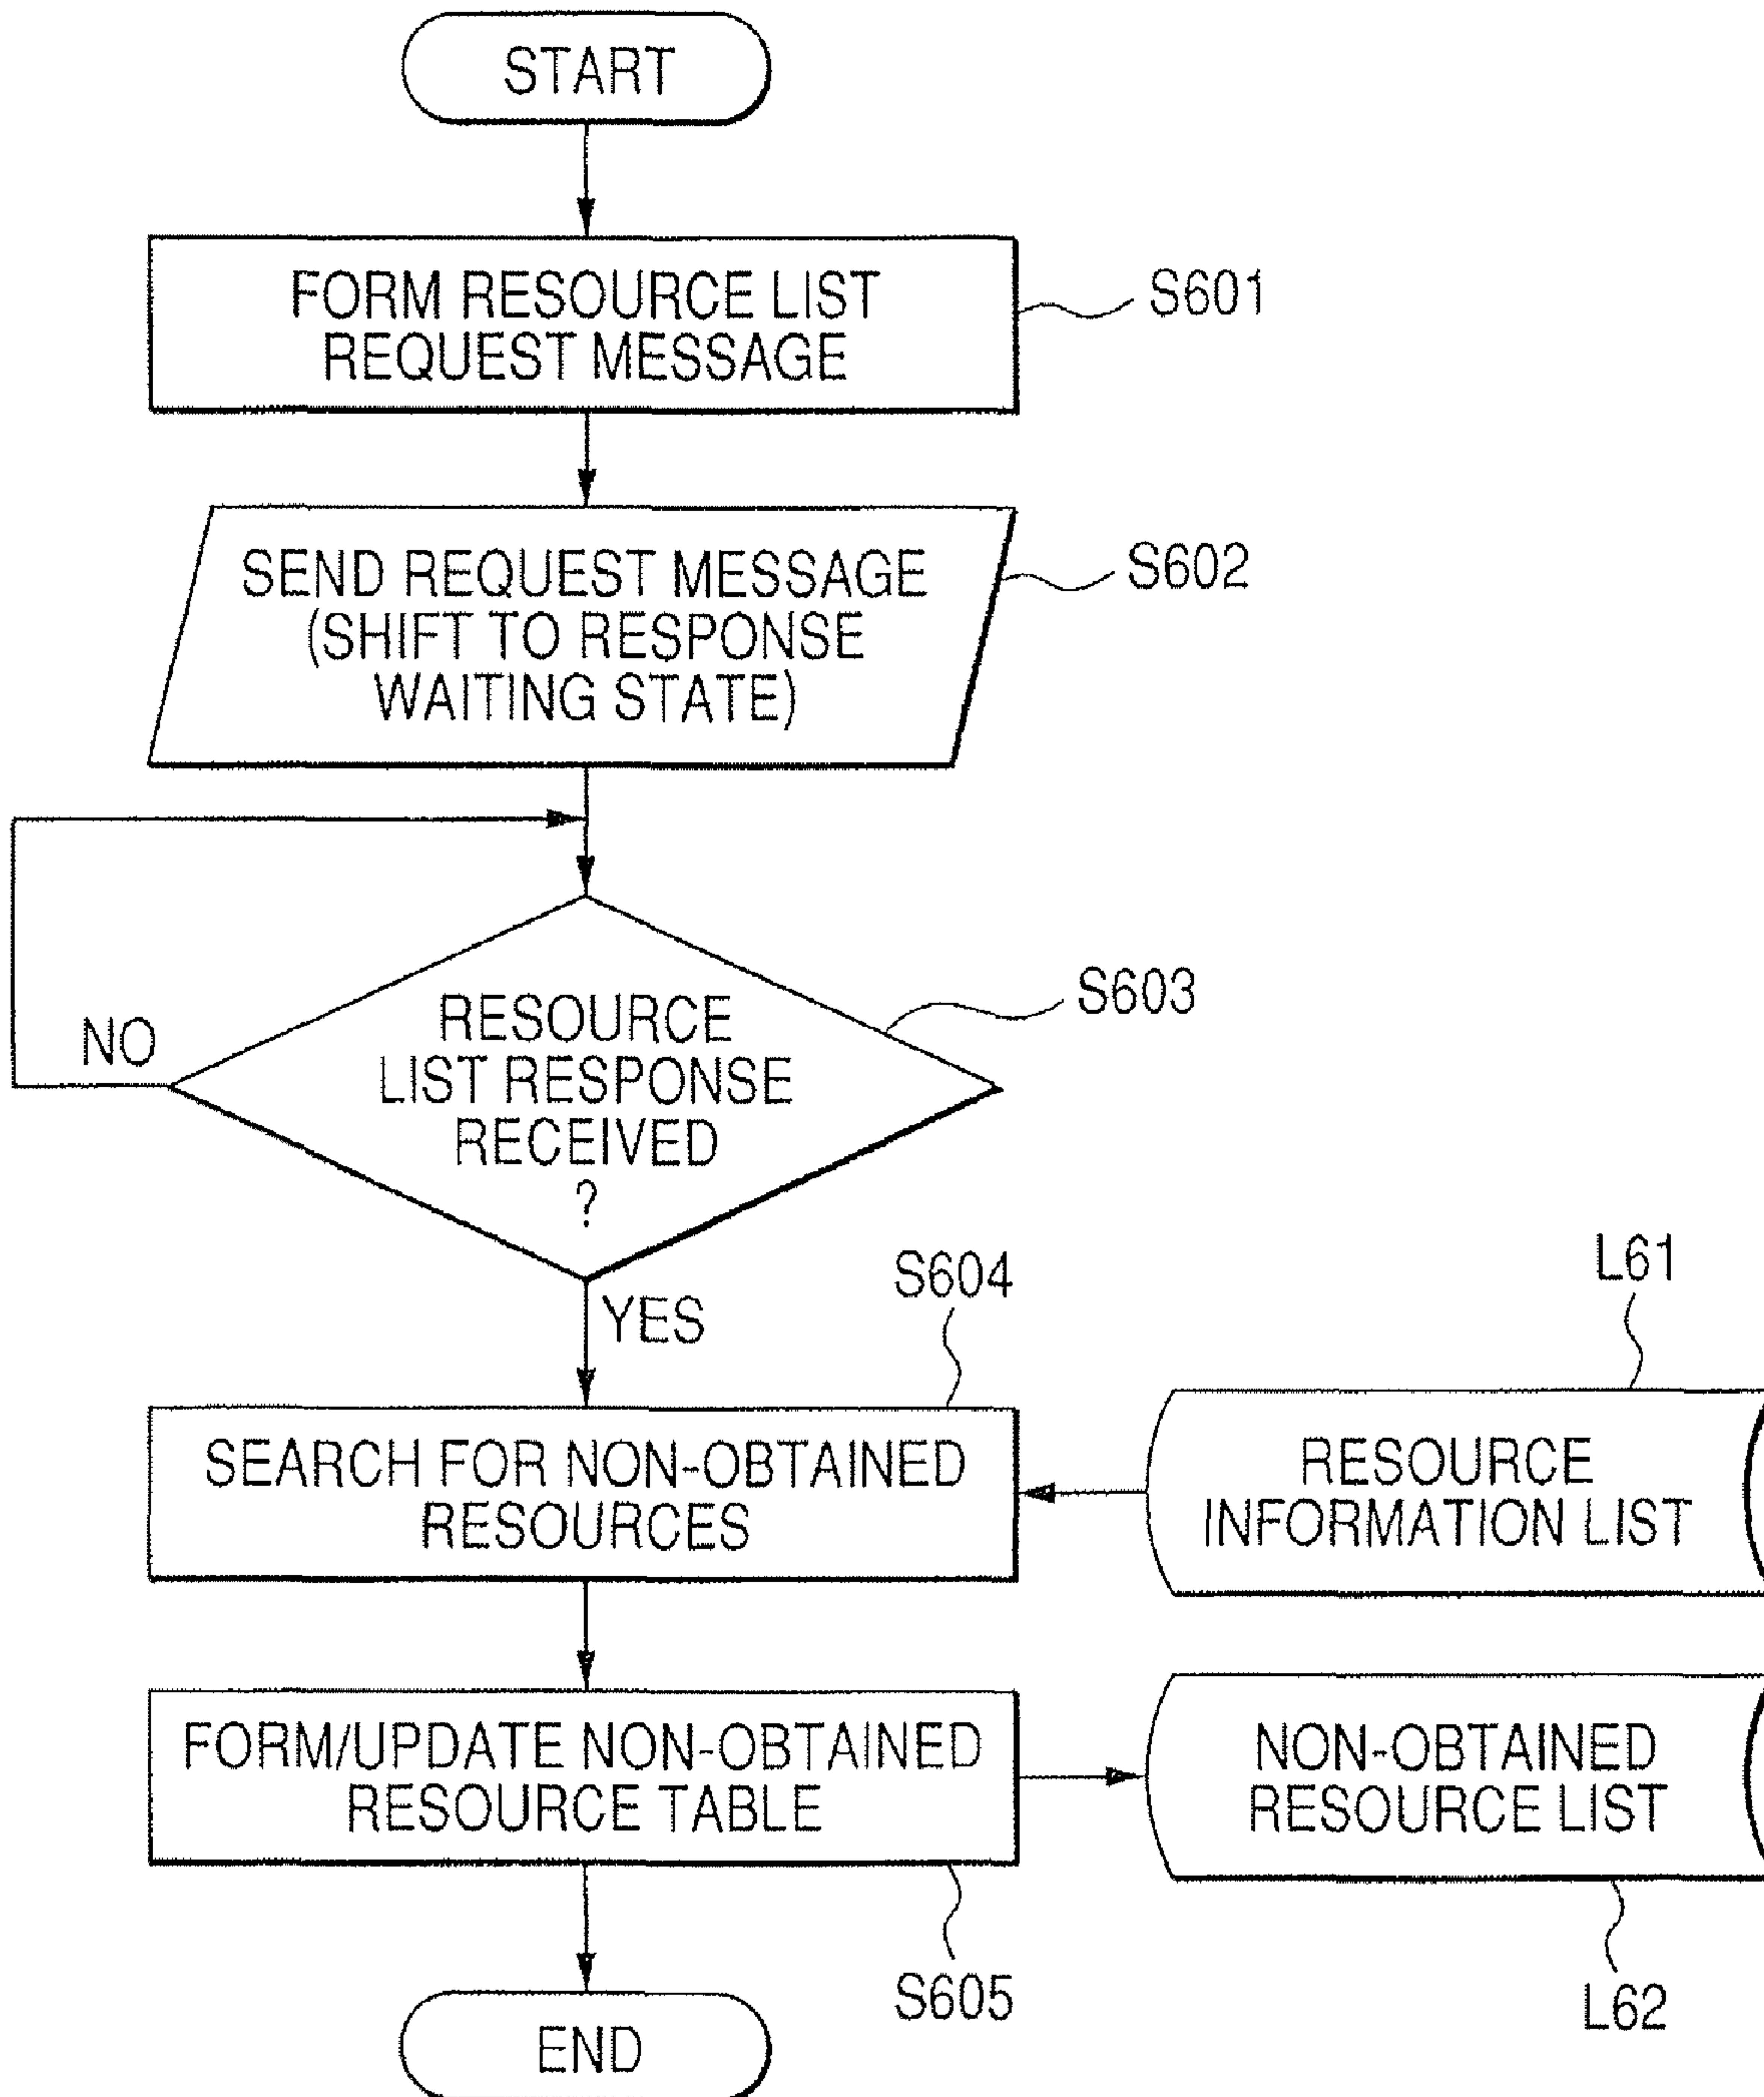 START
FORM RESOURCE LIST
REQUEST MESSAGE
S601
SEND REQUEST MESSAGE
(SHIFT TO RESPONSE
WAITING STATE)
S602
RESOURCE
LIST RESPONSE
RECEIVED
?
S603
NO
YES
S604
SEARCH FOR NON-OBTAINED
RESOURCES
L61
RESOURCE
INFORMATION LIST
FORM/UPDATE NON-OBTAINED
RESOURCE TABLE
S605
NON-OBTAINED
RESOURCE LIST
L62
END